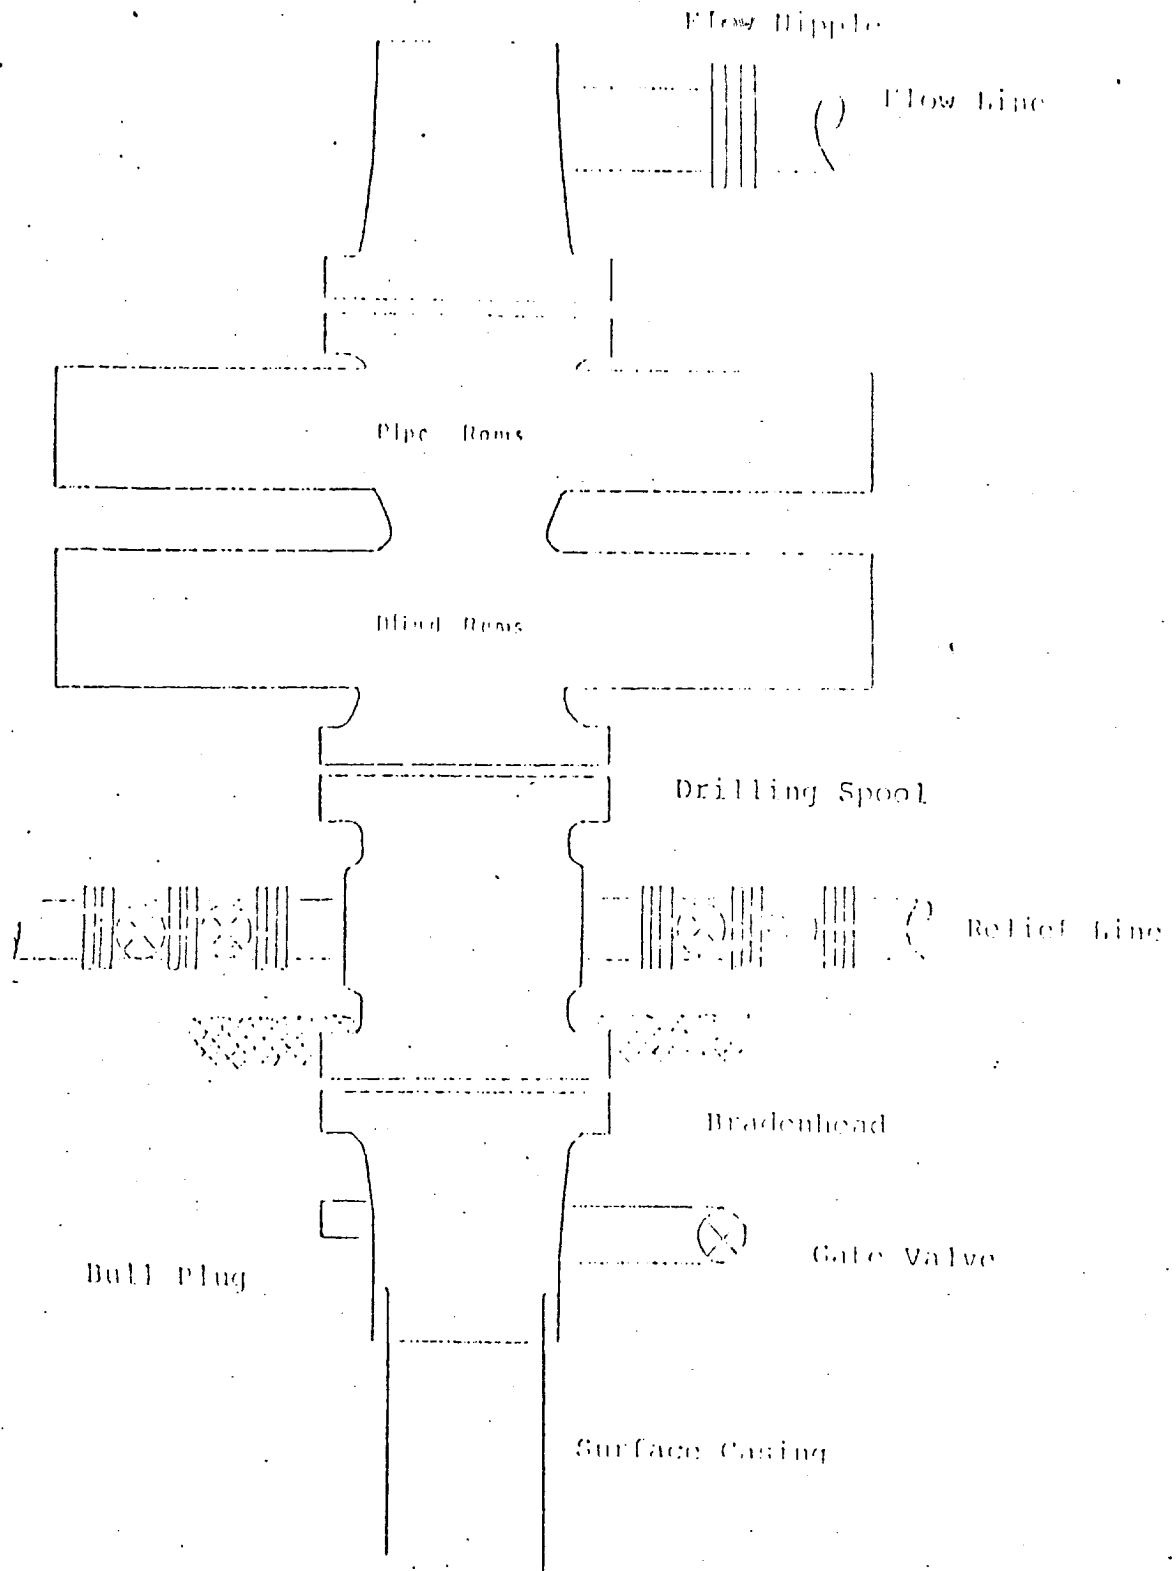 Flow Nipple
Flow Line
Pipe Rams
Blind Rams
Drilling Spool
Relief Line
Bradenhead
Gate Valve
Bull Plug
Surface Casing